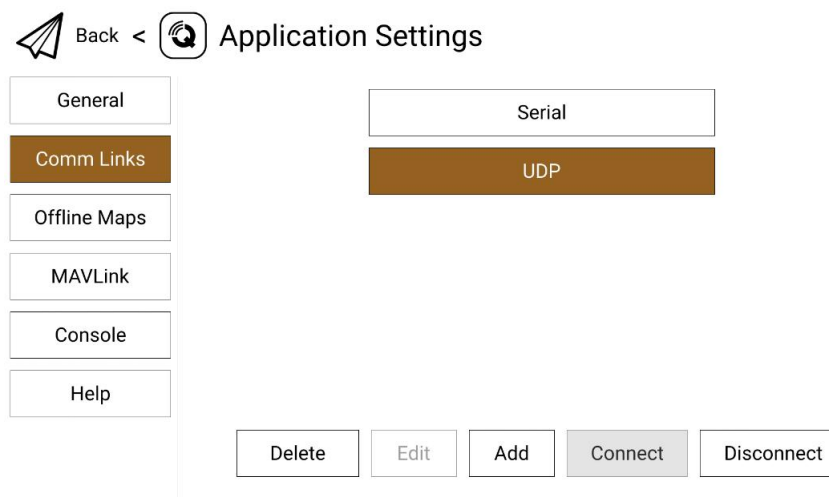 Back < Application Settings
General
Comm Links
Offline Maps
MAVLink
Console
Help
Serial
UDP
Delete Edit Add Connect Disconnect